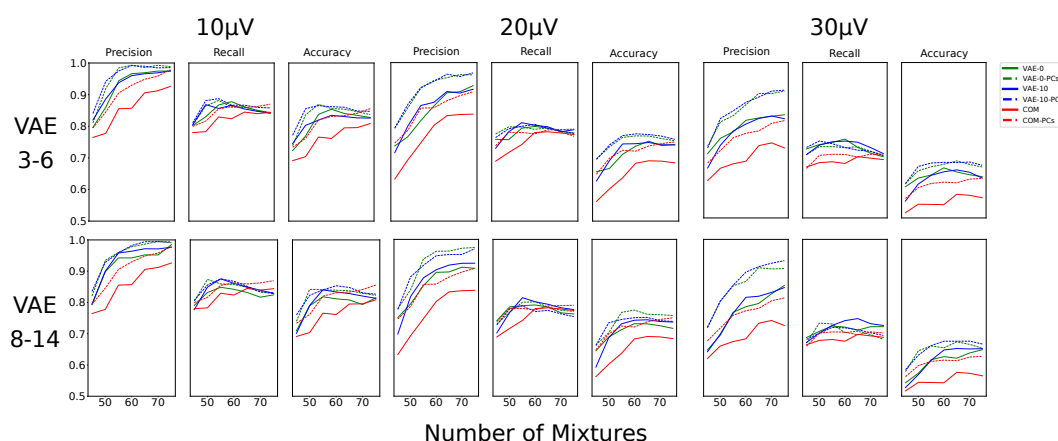 10μV 20μV 30μV
Precision Recall Accuracy Precision Recall Accuracy Precision Recall Accuracy
1.0
0.9
0.8
0.7
0.6
0.5
VAE
3-6
VAE-0
VAE-0-PCs
VAE-10
VAE-10-PC
COM
COM-PCs
1.0
0.9
0.8
0.7
0.6
0.5
VAE
8-14
50 60 70 50 60 70 50 60 70 50 60 70 50 60 70 50 60 70 50 60 70 50 60 70 50 60 70
Number of Mixtures